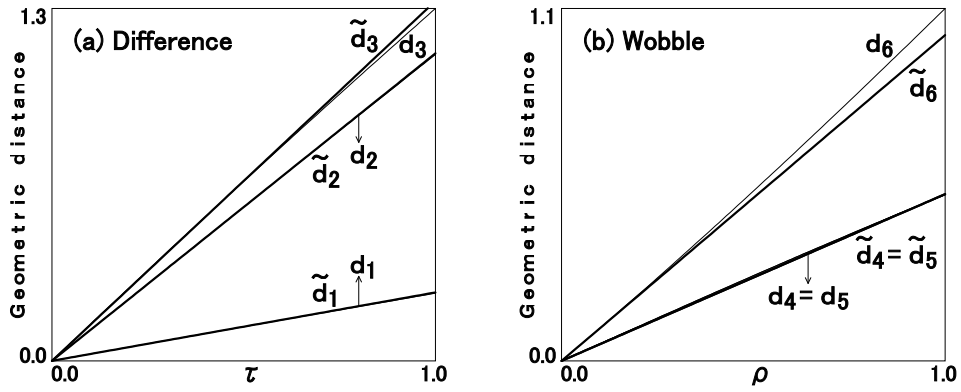 1.3
(a) Difference
d̃₃
d₃
d₂
d̃₂
d₁
d̃₁
Geometric distance
0.0
0.0
τ
1.0
1.1
(b) Wobble
d₆
d̃₆
d̃₄ = d̃₅
d₄ = d₅
Geometric distance
0.0
0.0
ρ
1.0